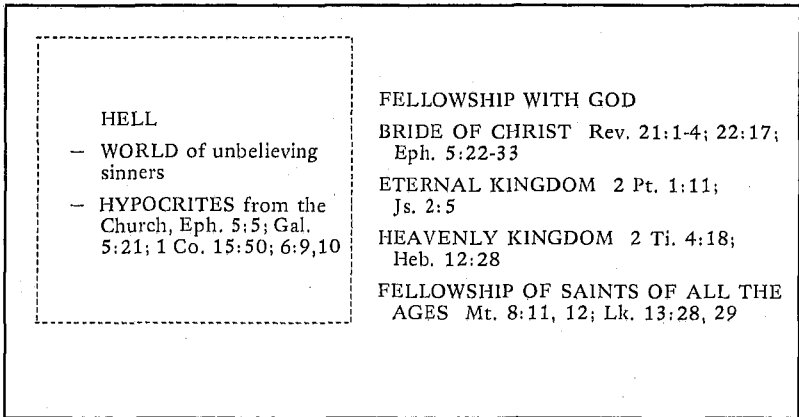 HELL
— WORLD of unbelieving
sinners
— HYPOCRITES from the
Church, Eph. 5:5; Gal.
5:21; 1 Co. 15:50; 6:9,10
FELLOWSHIP WITH GOD
BRIDE OF CHRIST Rev. 21:1-4; 22:17;
Eph. 5:22-33
ETERNAL KINGDOM 2 Pt. 1:11;
Js. 2:5
HEAVENLY KINGDOM 2 Ti. 4:18;
Heb. 12:28
FELLOWSHIP OF SAINTS OF ALL THE
AGES Mt. 8:11, 12; Lk. 13:28, 29